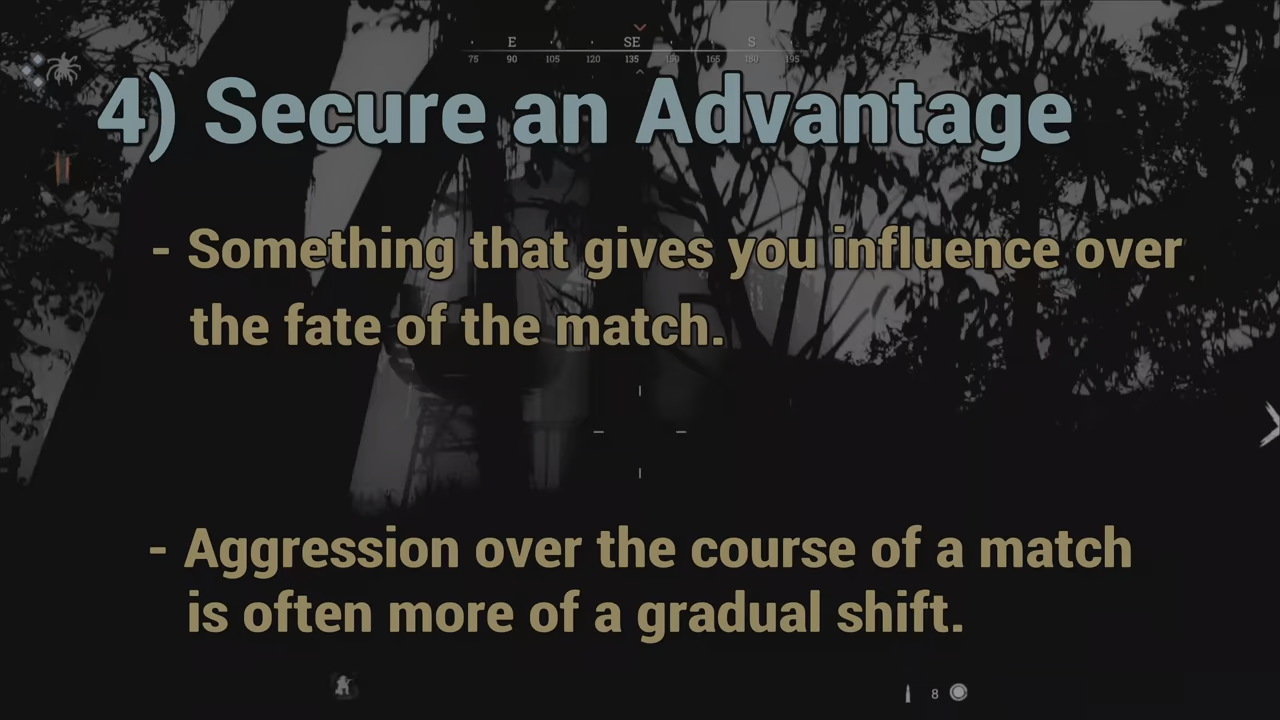 E SE S
75 90 105 120 135 150 165 180 195
4) Secure an Advantage
- Something that gives you influence over
the fate of the match.
- Aggression over the course of a match
is often more of a gradual shift.
8